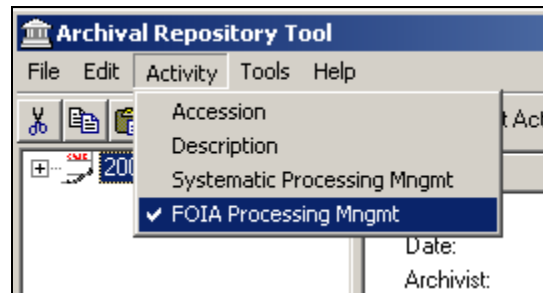 Archival Repository Tool
File Edit Activity Tools Help
Accession
Description
Systematic Processing Mngmt
FOIA Processing Mngmt
Date:
Archivist: